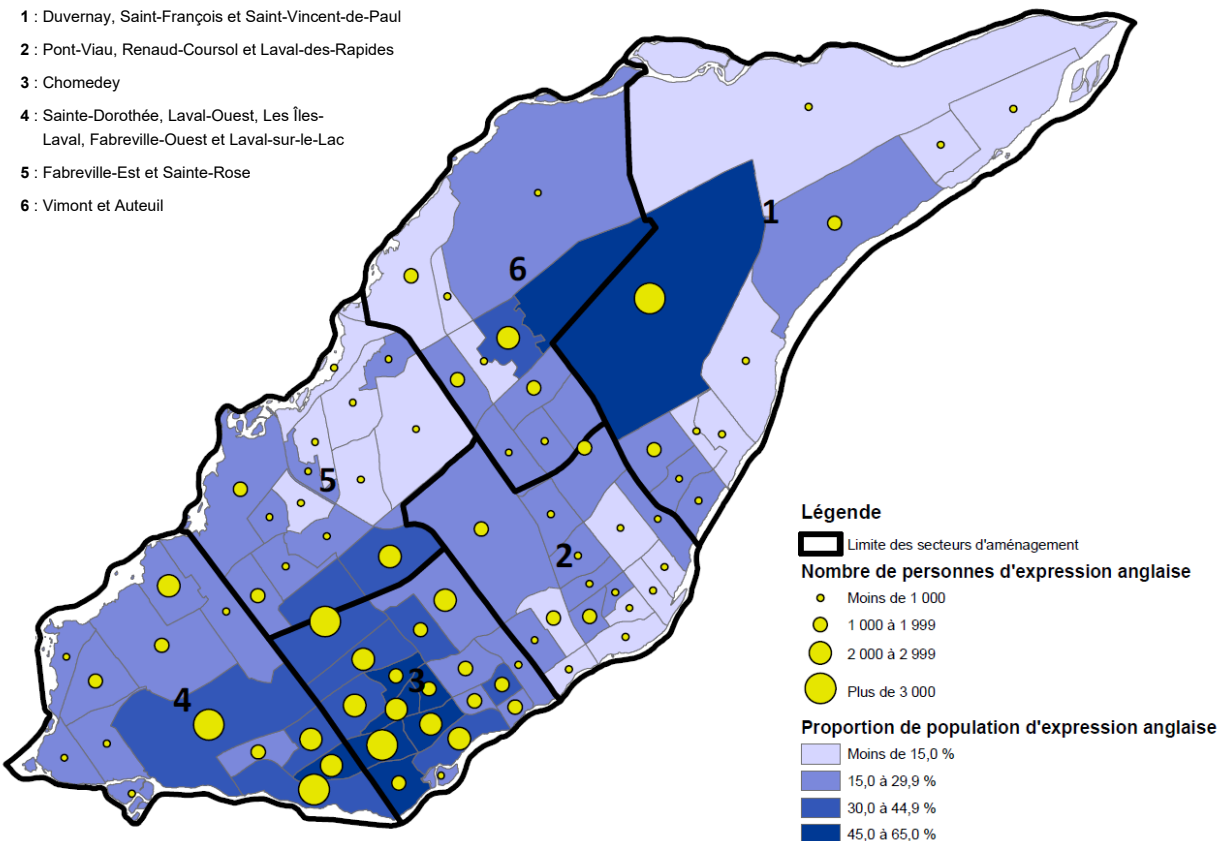 1 : Duvernay, Saint-François et Saint-Vincent-de-Paul
2 : Pont-Viau, Renaud-Coursol et Laval-des-Rapides
3 : Chomedey
4 : Sainte-Dorothée, Laval-Ouest, Les Îles-
Laval, Fabreville-Ouest et Laval-sur-le-Lac
5 : Fabreville-Est et Sainte-Rose
6 : Vimont et Auteuil
1
6
5
2
3
4
Légende
Limite des secteurs d'aménagement
Nombre de personnes d'expression anglaise
Moins de 1 000
1 000 à 1 999
2 000 à 2 999
Plus de 3 000
Proportion de population d'expression anglaise
Moins de 15,0 %
15,0 à 29,9 %
30,0 à 44,9 %
45,0 à 65,0 %